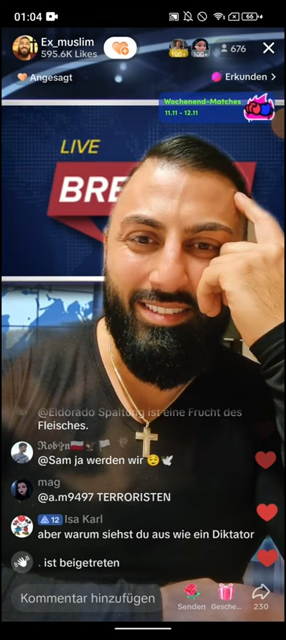 01:04
66
Ex_muslim
595.6K Likes
676
Angesagt
Erkunden >
Wochenend-Matches
11.11 - 12.11
LIVE
BRE
@Eldorado Spaltung ist eine Frucht des
Fleisches.
@Sam ja werden wir
mag
@a.m9497 TERRORISTEN
12 Isa Karl
aber warum siehst du aus wie ein Diktator
. ist beigetreten
Kommentar hinzufügen
Senden
Gesche...
230